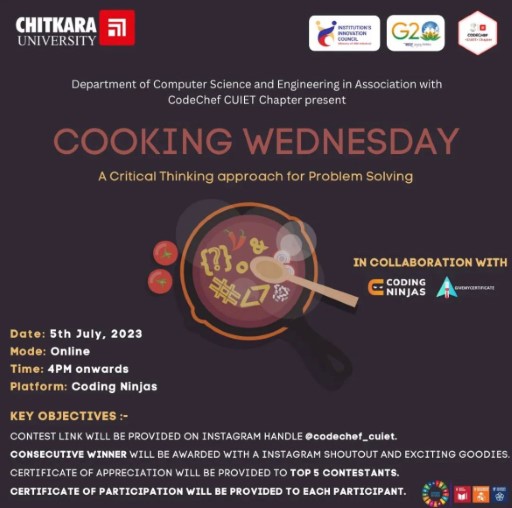 CHITKARA
UNIVERSITY
INSTITUTION'S
INNOVATION
COUNCIL
G20
CODECHEF
Department of Computer Science and Engineering in Association with
CodeChef CUIET Chapter present
COOKING WEDNESDAY
A Critical Thinking approach for Problem Solving
{?} &
# <>
IN COLLABORATION WITH
CODING
NINJAS
GIVEMYCERTIFICATE
Date: 5th July, 2023
Mode: Online
Time: 4PM onwards
Platform: Coding Ninjas
KEY OBJECTIVES :-
CONTEST LINK WILL BE PROVIDED ON INSTAGRAM HANDLE @codechef_cuiet.
CONSECUTIVE WINNER WILL BE AWARDED WITH A INSTAGRAM SHOUTOUT AND EXCITING GOODIES.
CERTIFICATE OF APPRECIATION WILL BE PROVIDED TO TOP 5 CONTESTANTS.
CERTIFICATE OF PARTICIPATION WILL BE PROVIDED TO EACH PARTICIPANT.